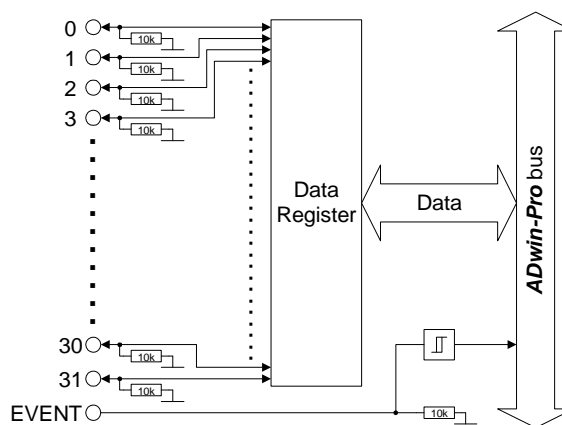 0
10k
1
10k
2
10k
3
10k
Data
Register
Data
ADwin-Pro bus
30
10k
31
10k
EVENT
10k